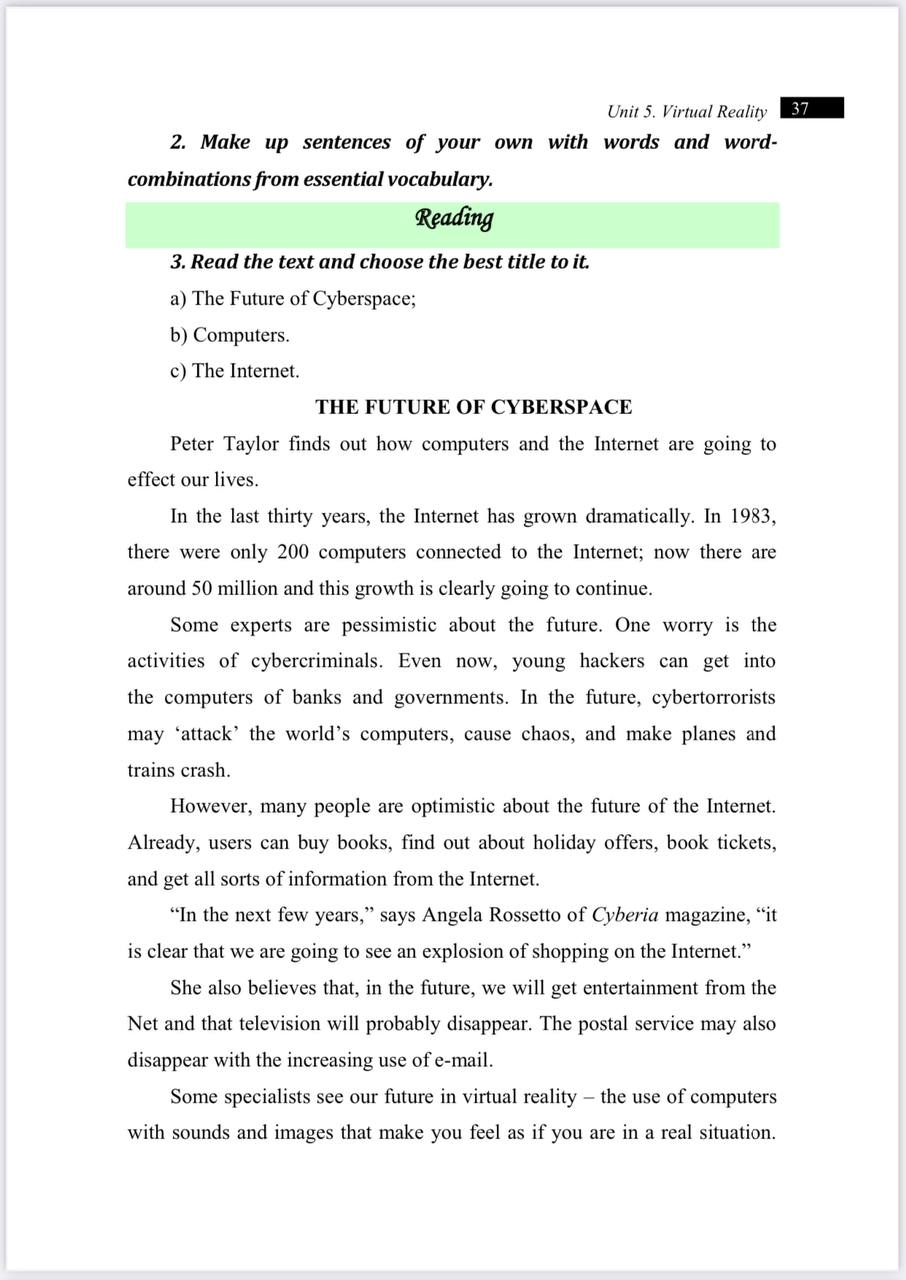 Unit 5. Virtual Reality 37
2. Make up sentences of your own with words and word-
combinations from essential vocabulary.
Reading
3. Read the text and choose the best title to it.
a) The Future of Cyberspace;
b) Computers.
c) The Internet.
THE FUTURE OF CYBERSPACE
Peter Taylor finds out how computers and the Internet are going to
effect our lives.
In the last thirty years, the Internet has grown dramatically. In 1983,
there were only 200 computers connected to the Internet; now there are
around 50 million and this growth is clearly going to continue.
Some experts are pessimistic about the future. One worry is the
activities of cybercriminals. Even now, young hackers can get into
the computers of banks and governments. In the future, cybertorrorists
may ‘attack’ the world’s computers, cause chaos, and make planes and
trains crash.
However, many people are optimistic about the future of the Internet.
Already, users can buy books, find out about holiday offers, book tickets,
and get all sorts of information from the Internet.
“In the next few years,” says Angela Rossetto of Cyberia magazine, “it
is clear that we are going to see an explosion of shopping on the Internet.”
She also believes that, in the future, we will get entertainment from the
Net and that television will probably disappear. The postal service may also
disappear with the increasing use of e-mail.
Some specialists see our future in virtual reality – the use of computers
with sounds and images that make you feel as if you are in a real situation.